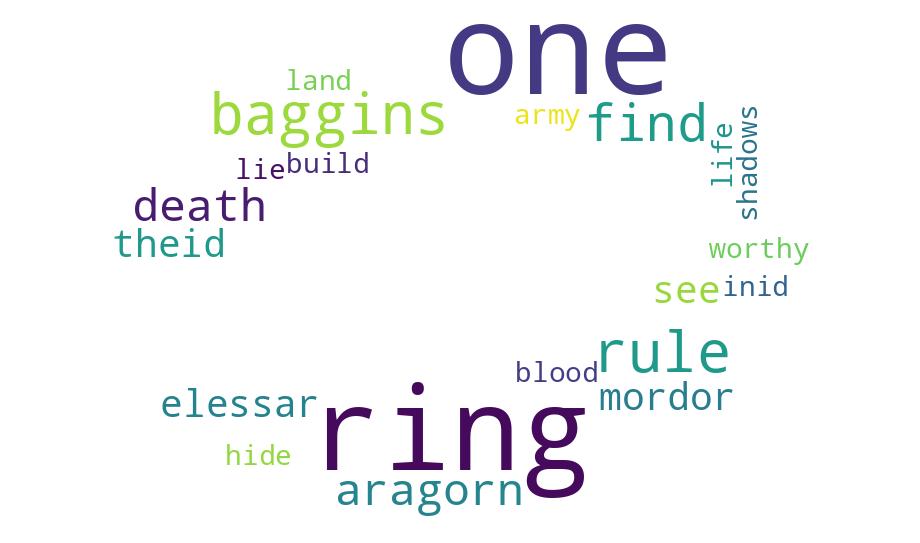 one
land
baggins
army
find
life
shadows
lie
build
death
theid
worthy
see
inid
rule
blood
mordor
elessar
ring
hide
aragorn